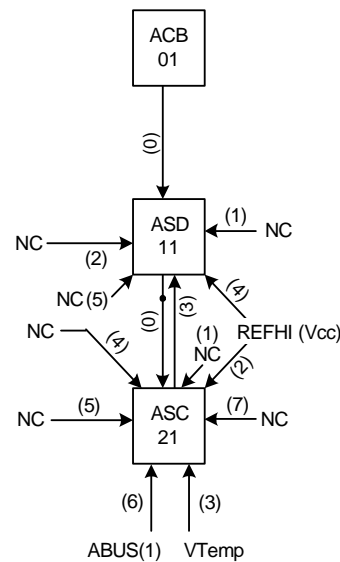 ACB
01
(0)
ASD
11
(1)
NC
NC
(2)
NC (5)
(0)
(3)
(4)
REFHI (Vcc)
(2)
NC
(4)
(1)
NC
(5)
NC
ASC
21
(7)
NC
(6)
(3)
ABUS(1)
VTemp